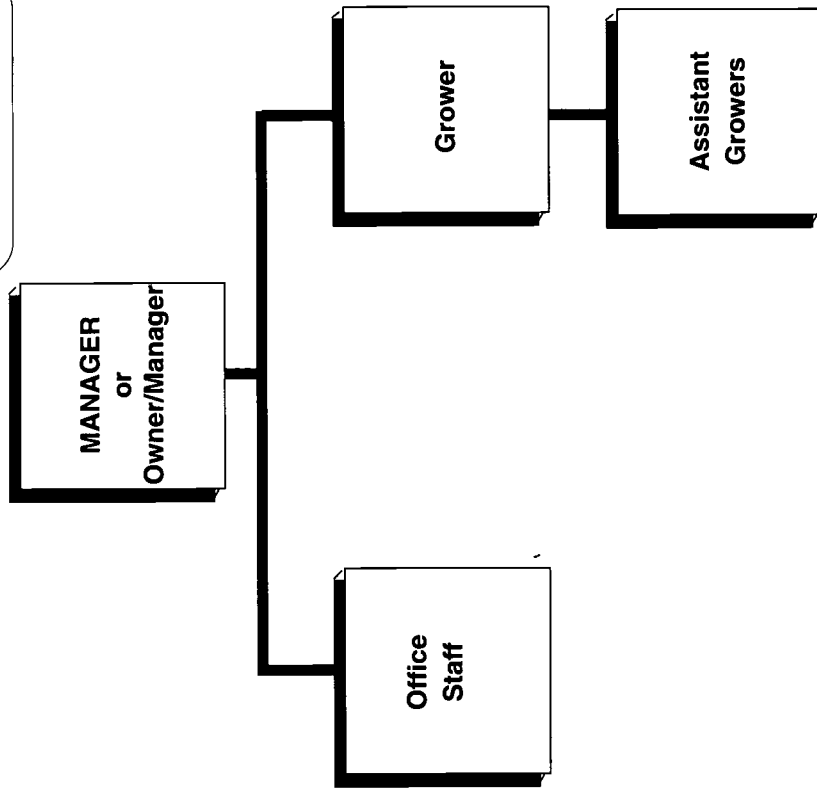 MANAGER
or
Owner/Manager
Office
Staff
Grower
Assistant
Growers